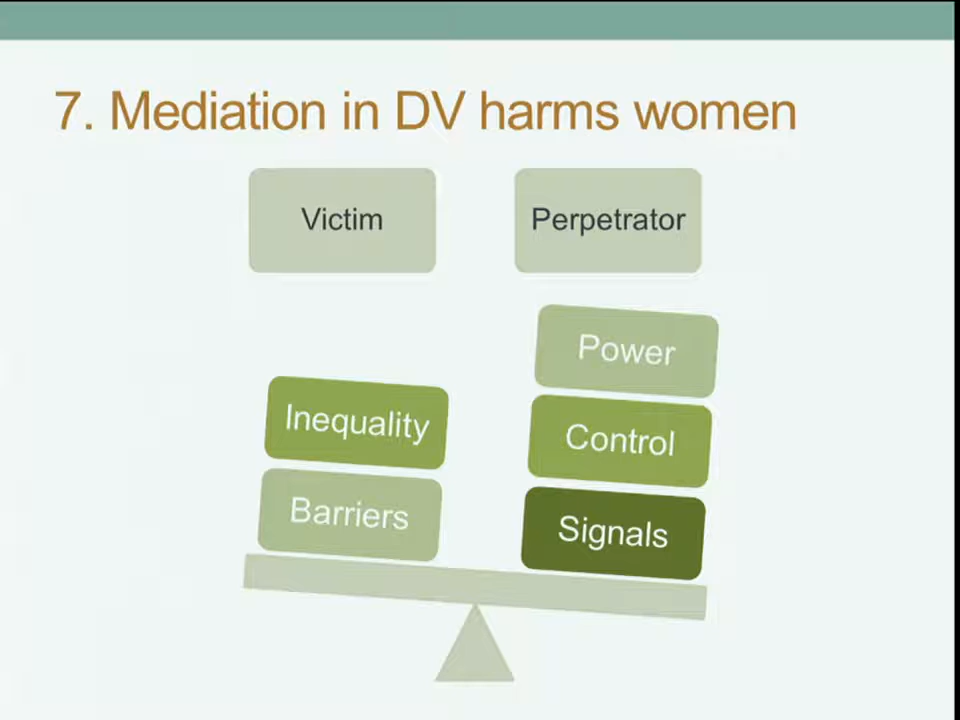 7. Mediation in DV harms women
Victim
Perpetrator
Power
Inequality
Control
Barriers
Signals